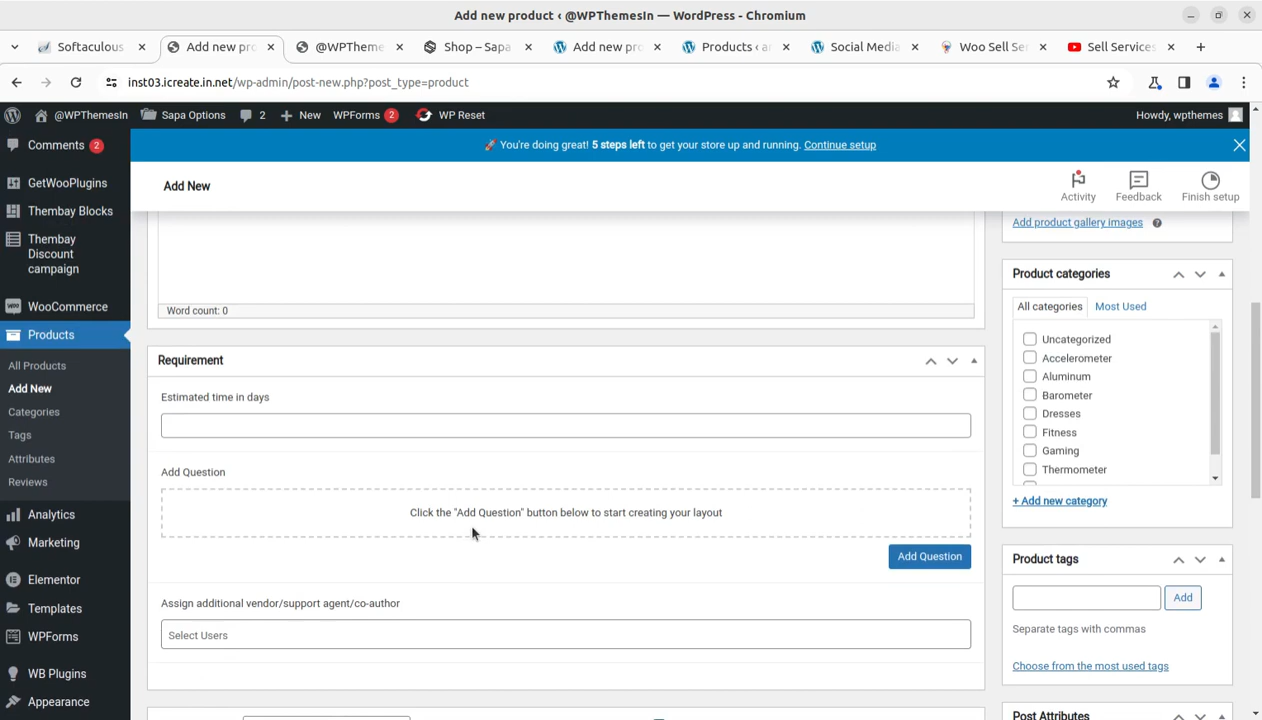 Add new product ‹ @WPThemesIn — WordPress - Chromium
Softaculous
Add new pro
@WPTheme
Shop – Sapa
Add new pro
Products ‹ a
Social Media
Woo Sell Se
Sell Services
inst03.icreate.in.net/wp-admin/post-new.php?post_type=product
@WPThemesIn
Sapa Options
2
New
WPForms 2
WP Reset
Howdy, wpthemes
Comments 2
GetWooPlugins
Thembay Blocks
Thembay
Discount
campaign
WooCommerce
Products
All Products
Add New
Categories
Tags
Attributes
Reviews
Analytics
Marketing
Elementor
Templates
WPForms
WB Plugins
Appearance
🚀 You're doing great! 5 steps left to get your store up and running. Continue setup
Add New
Activity
Feedback
Finish setup
Word count: 0
Requirement
Estimated time in days
Add Question
Click the "Add Question" button below to start creating your layout
Add Question
Assign additional vendor/support agent/co-author
Select Users
Add product gallery images
Product categories
All categories
Most Used
Uncategorized
Accelerometer
Aluminum
Barometer
Dresses
Fitness
Gaming
Thermometer
+ Add new category
Product tags
Add
Separate tags with commas
Choose from the most used tags
Post Attributes